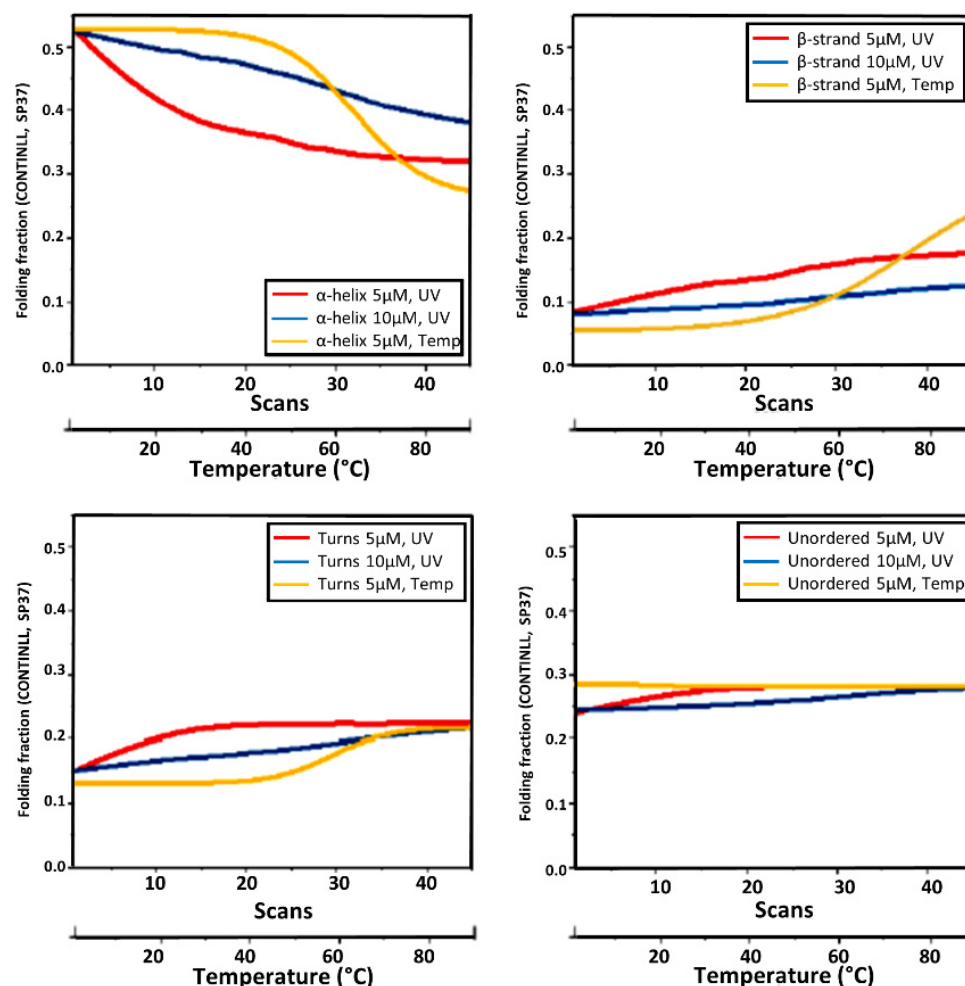 Folding fraction (CONTINLL, SP37)
0.5
0.4
0.3
0.2
0.1
0.0
α-helix 5µM, UV
α-helix 10µM, UV
α-helix 5µM, Temp
10 20 30 40
Scans
20 40 60 80
Temperature (°C)
Folding fraction (CONTINLL, SP37)
0.5
0.4
0.3
0.2
0.1
0.0
β-strand 5µM, UV
β-strand 10µM, UV
β-strand 5µM, Temp
10 20 30 40
Scans
20 40 60 80
Temperature (°C)
Folding fraction (CONTINLL, SP37)
0.5
0.4
0.3
0.2
0.1
0.0
Turns 5µM, UV
Turns 10µM, UV
Turns 5µM, Temp
10 20 30 40
Scans
20 40 60 80
Temperature (°C)
Folding fraction (CONTINLL, SP37)
0.5
0.4
0.3
0.2
0.1
0.0
Unordered 5µM, UV
Unordered 10µM, UV
Unordered 5µM, Temp
10 20 30 40
Scans
20 40 60 80
Temperature (°C)